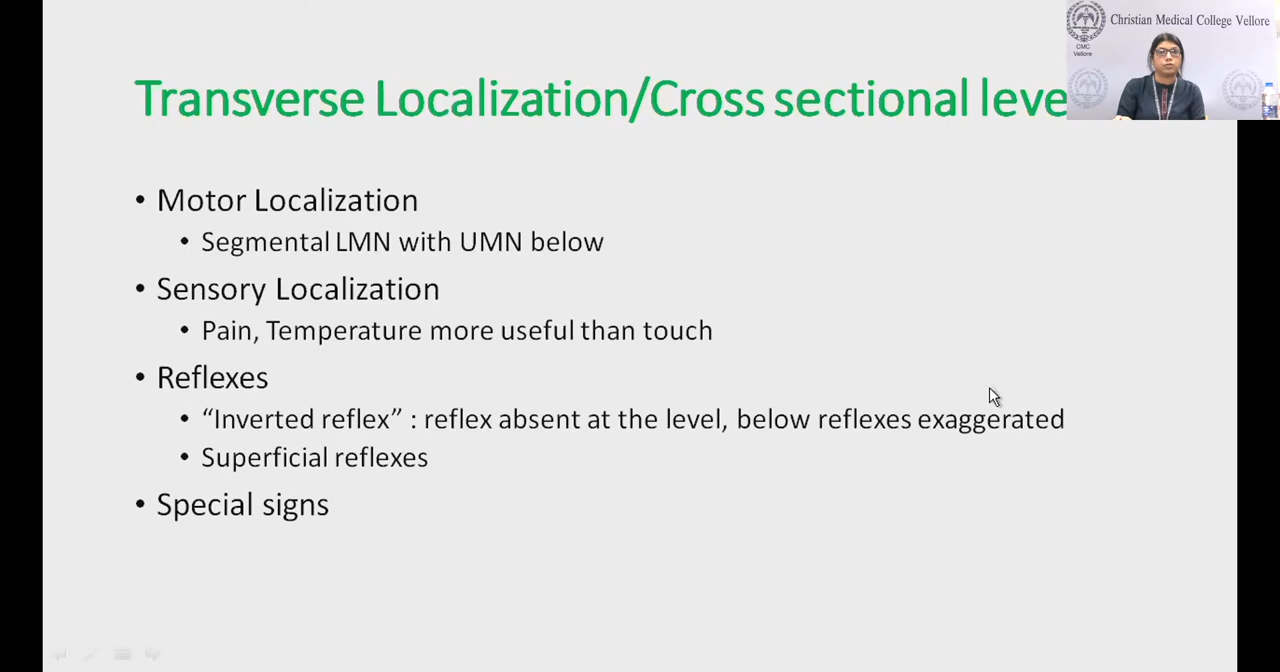 Christian Medical College Vellore
CMC
Vellore
Transverse Localization/Cross sectional leve
• Motor Localization
• Segmental LMN with UMN below
• Sensory Localization
• Pain, Temperature more useful than touch
• Reflexes
• “Inverted reflex” : reflex absent at the level, below reflexes exaggerated
• Superficial reflexes
• Special signs